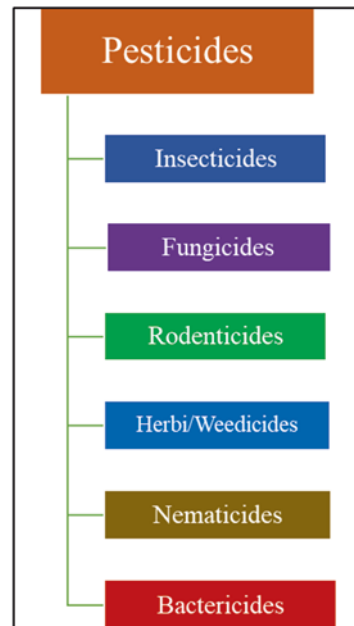 Pesticides
Insecticides
Fungicides
Rodenticides
Herbi/Weedicides
Nematicides
Bactericides